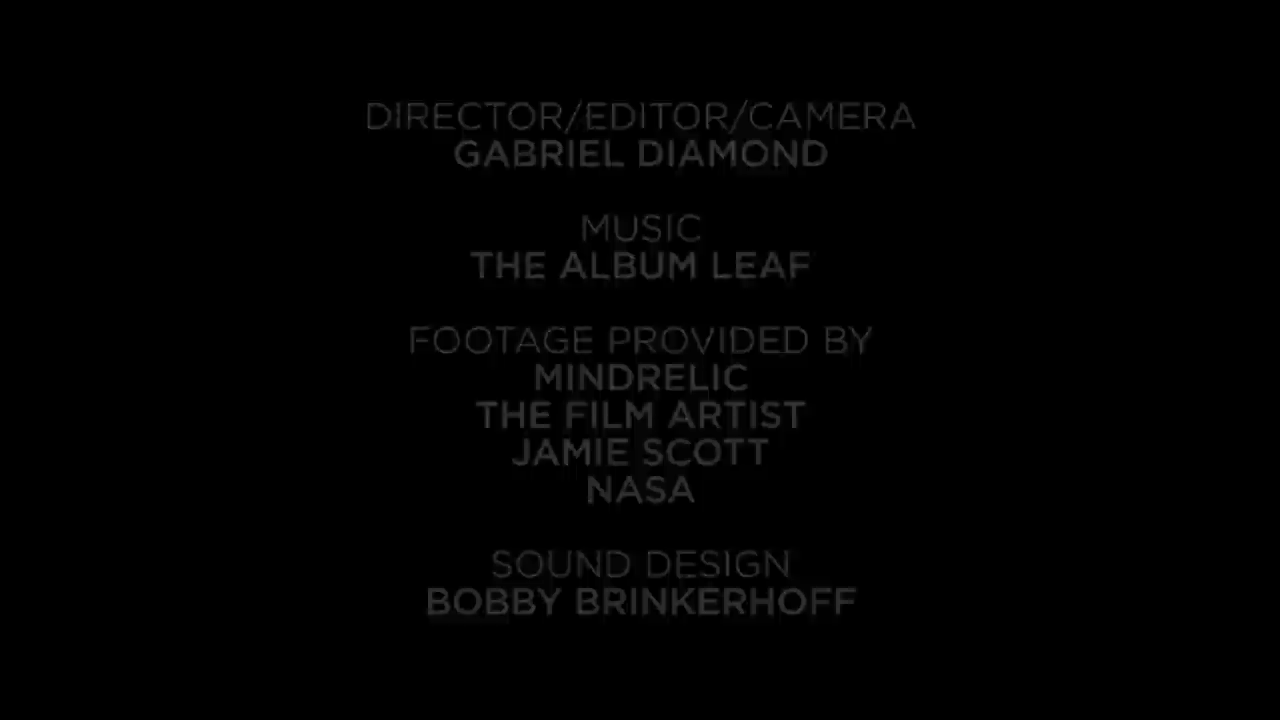 DIRECTOR/EDITOR/CAMERA
GABRIEL DIAMOND
MUSIC
THE ALBUM LEAF
FOOTAGE PROVIDED BY
MINDRELIC
THE FILM ARTIST
JAMIE SCOTT
NASA
SOUND DESIGN
BOBBY BRINKERHOFF